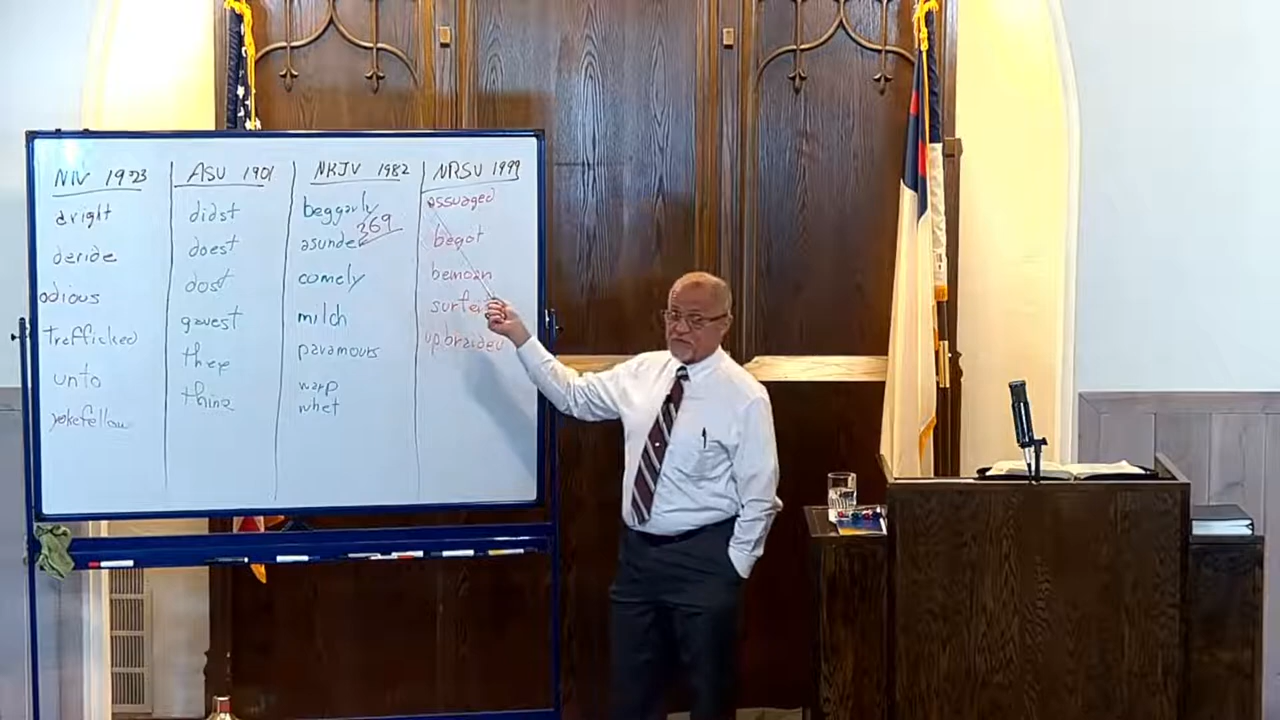 NIV 1973
aright
deride
odious
Trafficked
unto
yokefellow
ASV 1901
didst
doest
dost
gavest
thee
thine
NKJV 1982
beggarly
369
asunder
comely
milch
paramours
warp
whet
NRSV 1999
assuaged
begot
bemoan
upbraided